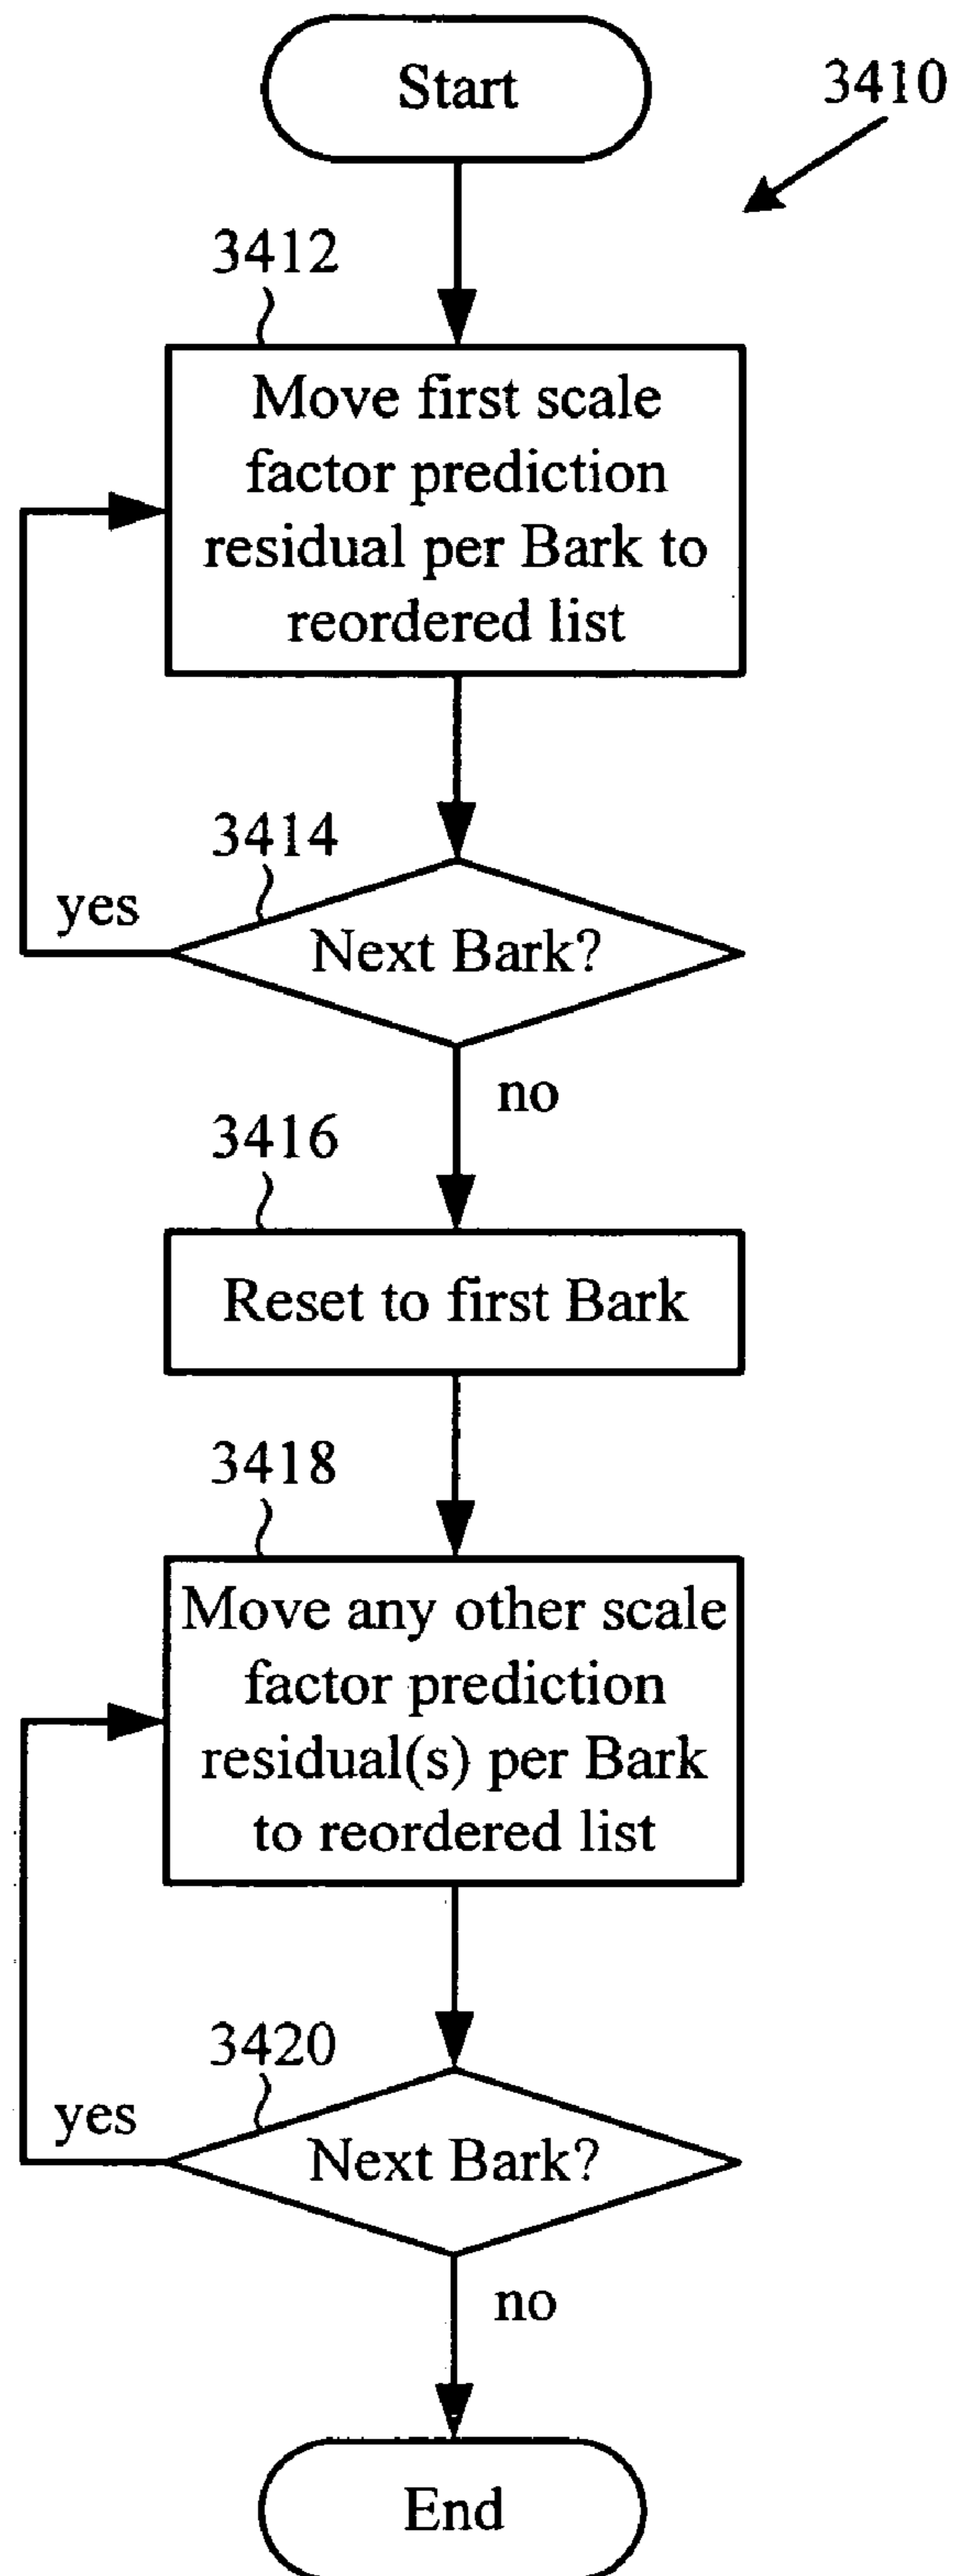 Start
3410
3412
Move first scale
factor prediction
residual per Bark to
reordered list
3414
yes
Next Bark?
no
3416
Reset to first Bark
3418
Move any other scale
factor prediction
residual(s) per Bark
to reordered list
3420
yes
Next Bark?
no
End